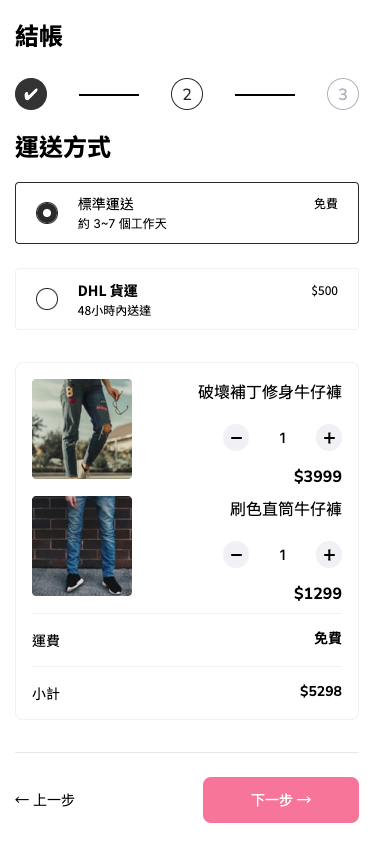 結帳
✔ 2 3
運送方式
標準運送 免費
約 3~7 個工作天
DHL 貨運 $500
48小時內送達
破壞補丁修身牛仔褲
− 1 +
$3999
刷色直筒牛仔褲
− 1 +
$1299
運費 免費
小計 $5298
← 上一步 下一步 →